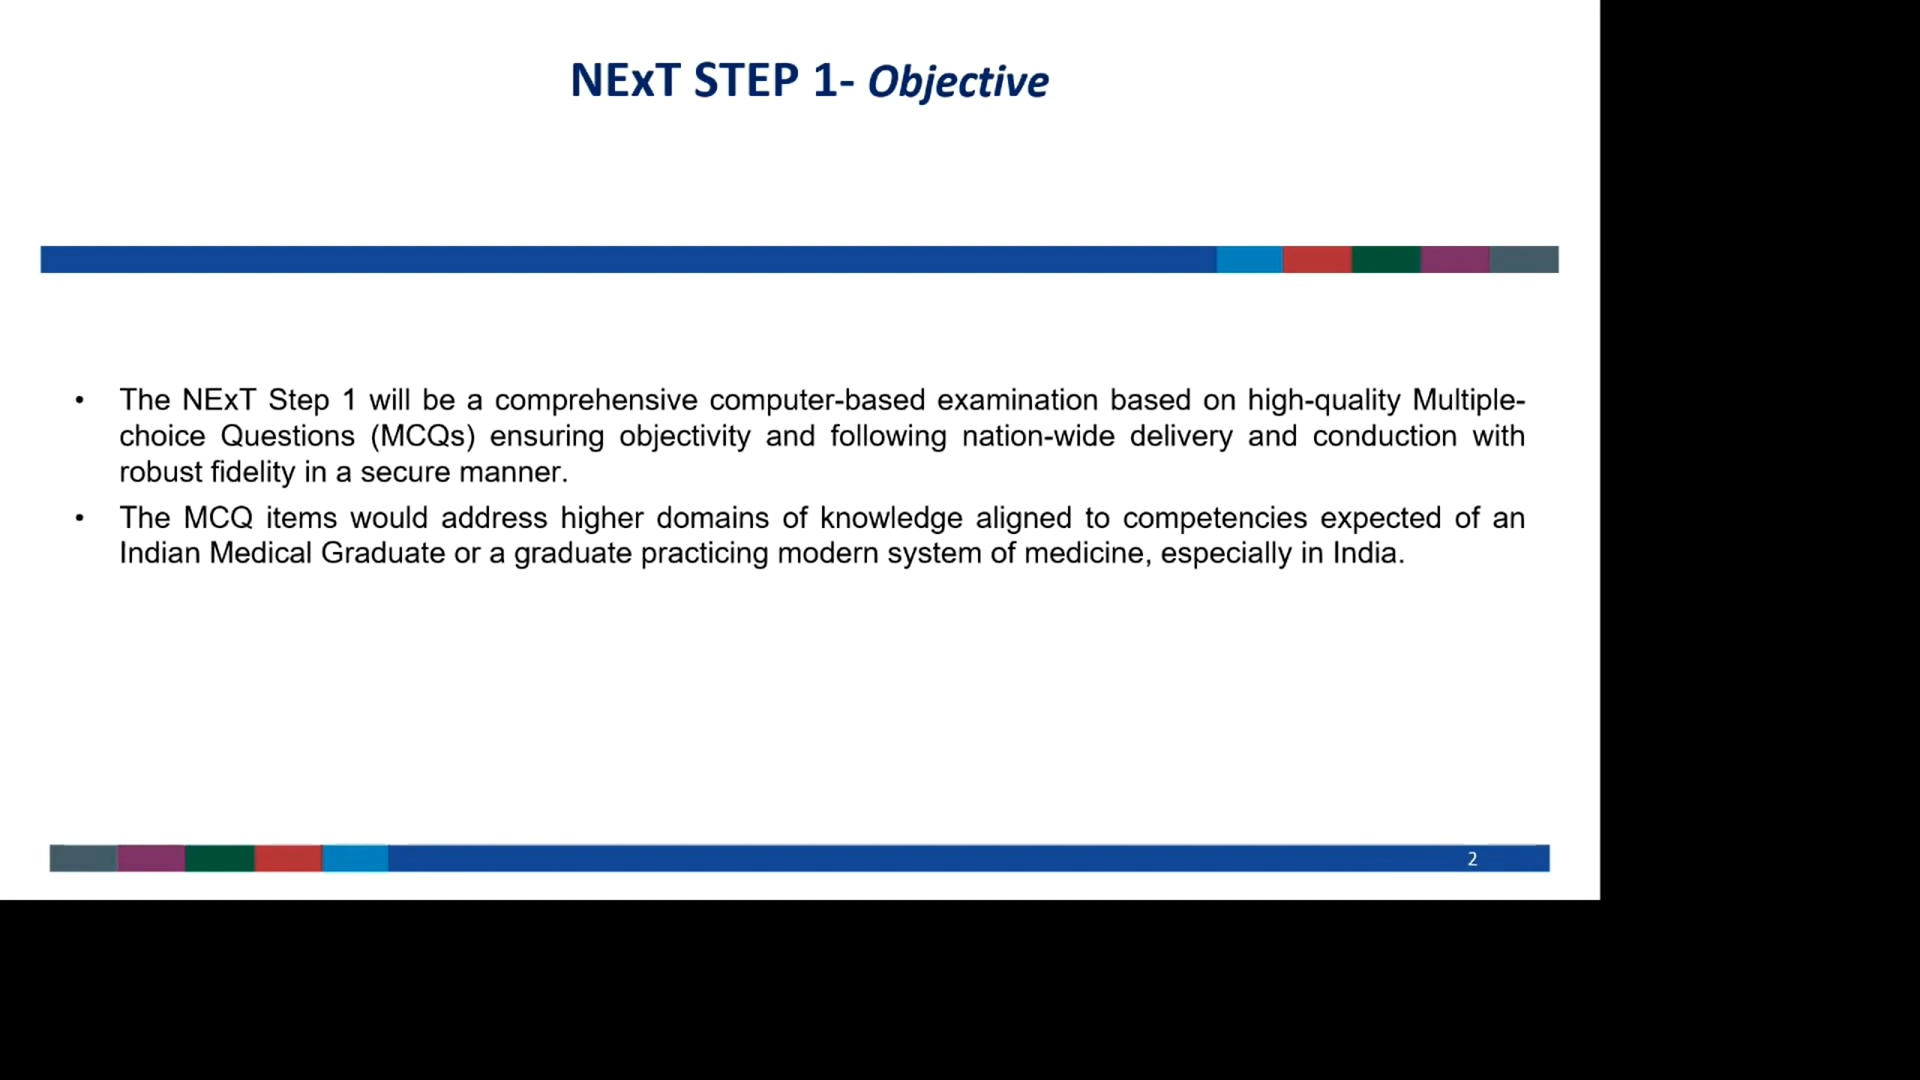 NExT STEP 1- Objective
• The NExT Step 1 will be a comprehensive computer-based examination based on high-quality Multiple-
choice Questions (MCQs) ensuring objectivity and following nation-wide delivery and conduction with
robust fidelity in a secure manner.
• The MCQ items would address higher domains of knowledge aligned to competencies expected of an
Indian Medical Graduate or a graduate practicing modern system of medicine, especially in India.
2